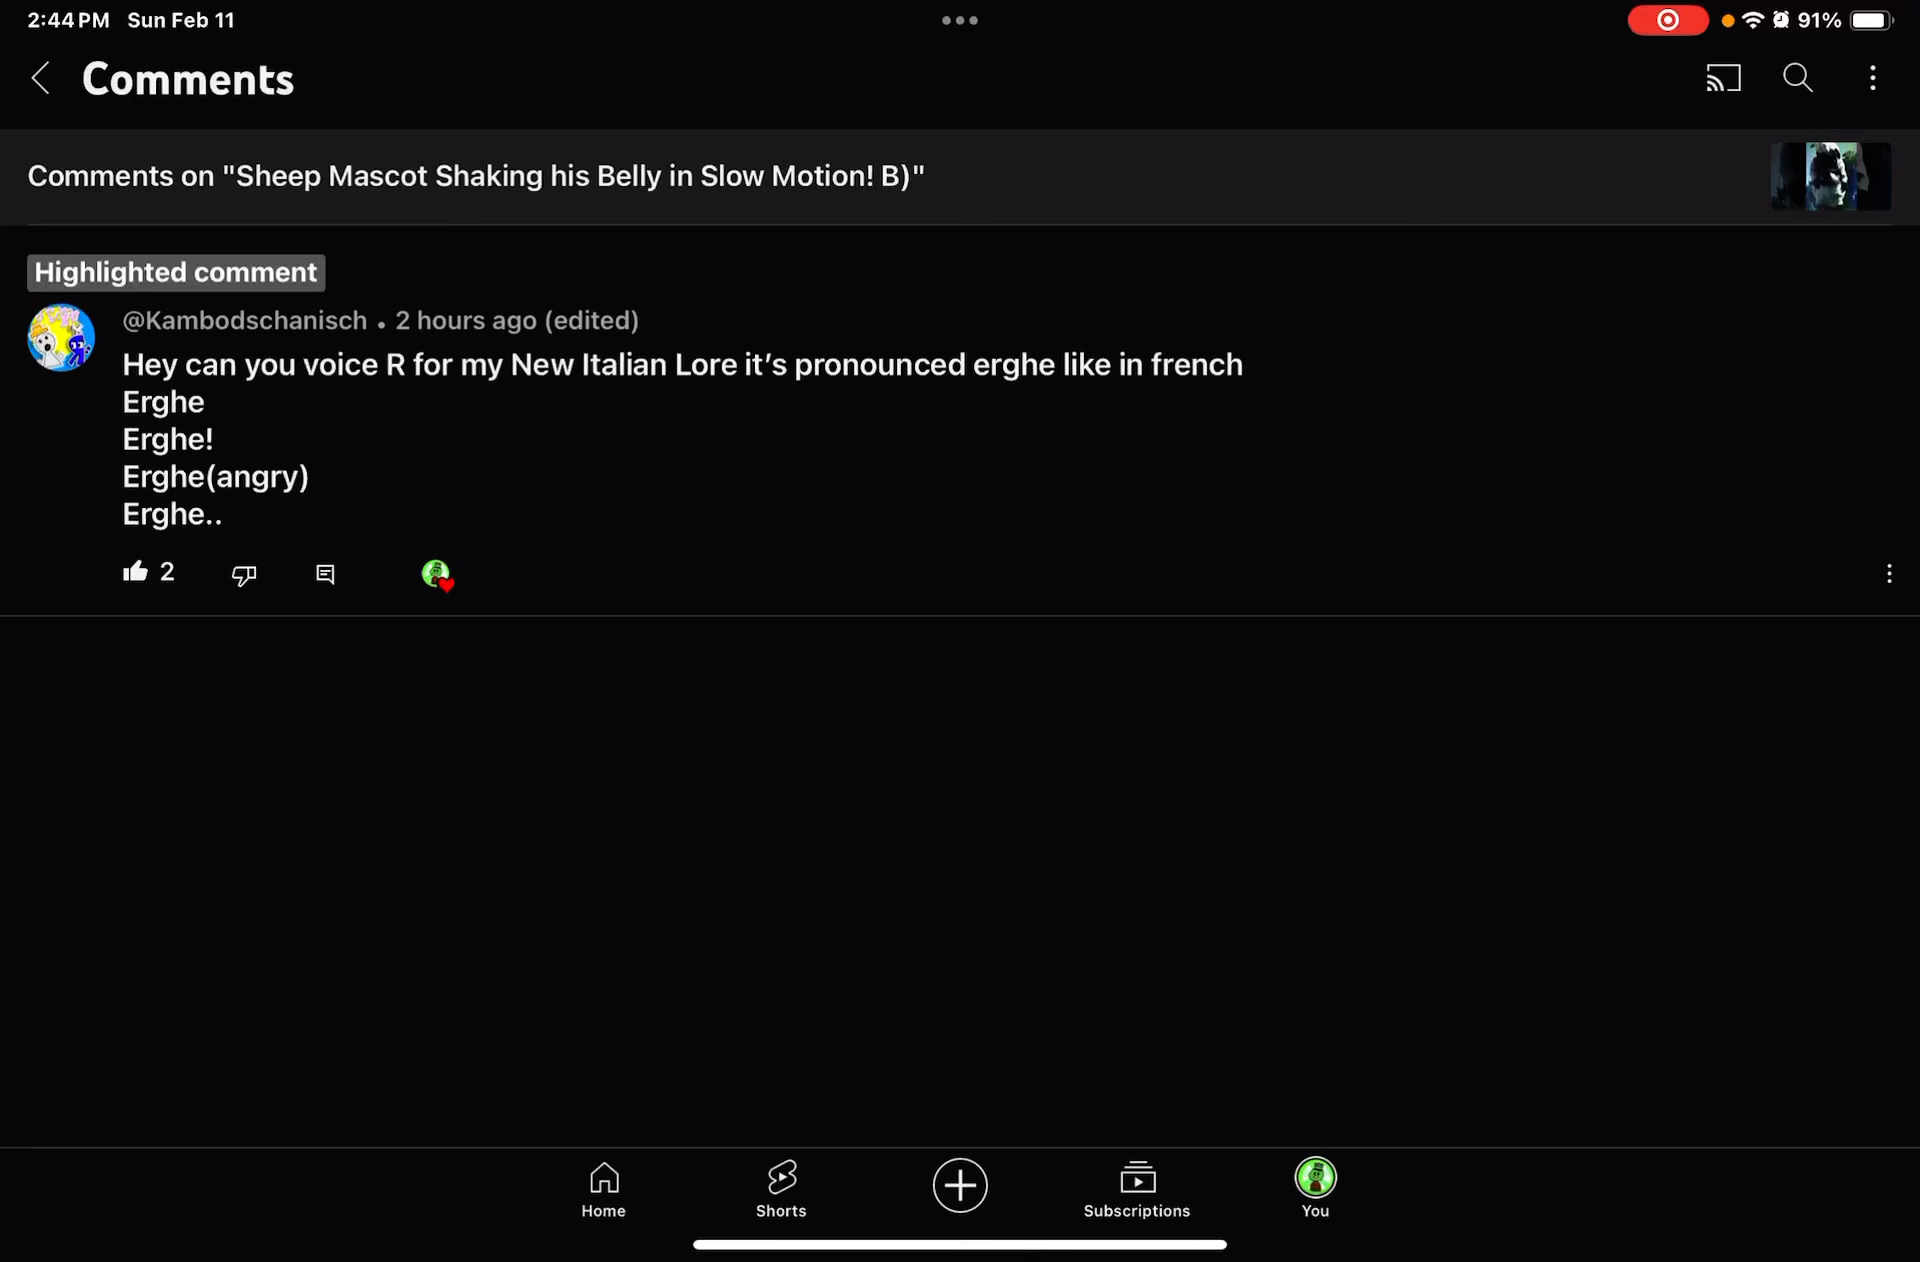 2:44 PM Sun Feb 11
91%
Comments
Comments on "Sheep Mascot Shaking his Belly in Slow Motion! B)"
Highlighted comment
@Kambodschanisch • 2 hours ago (edited)
Hey can you voice R for my New Italian Lore it’s pronounced erghe like in french
Erghe
Erghe!
Erghe(angry)
Erghe..
2
Home
Shorts
Subscriptions
You